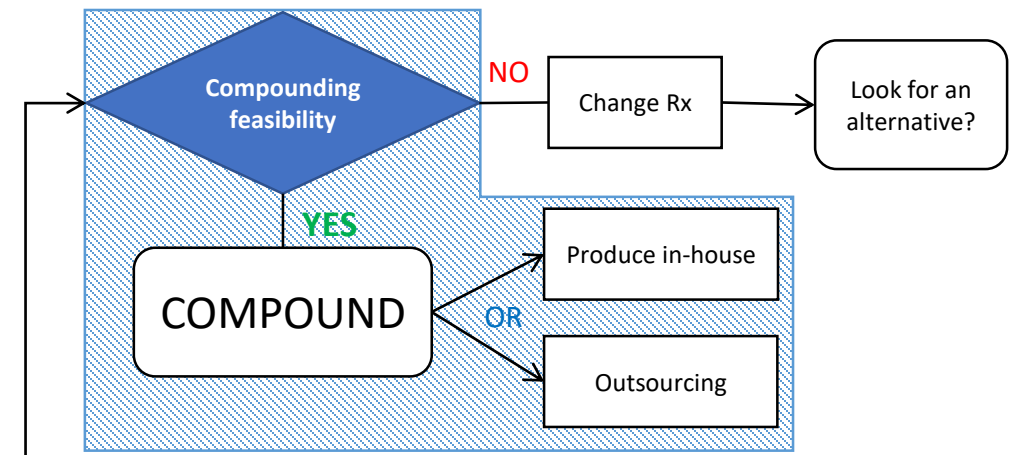 Compounding
feasibility
NO
Change Rx
Look for an
alternative?
YES
COMPOUND
OR
Produce in-house
Outsourcing